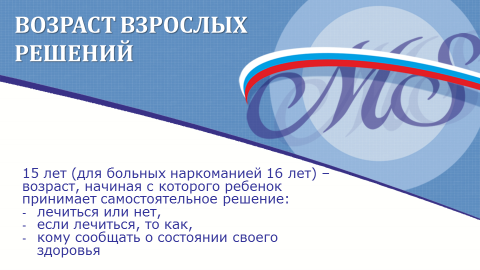 ВОЗРАСТ ВЗРОСЛЫХ
РЕШЕНИЙ
15 лет (для больных наркоманией 16 лет) –
возраст, начиная с которого ребенок
принимает самостоятельное решение:
- лечиться или нет,
- если лечиться, то как,
- кому сообщать о состоянии своего
здоровья